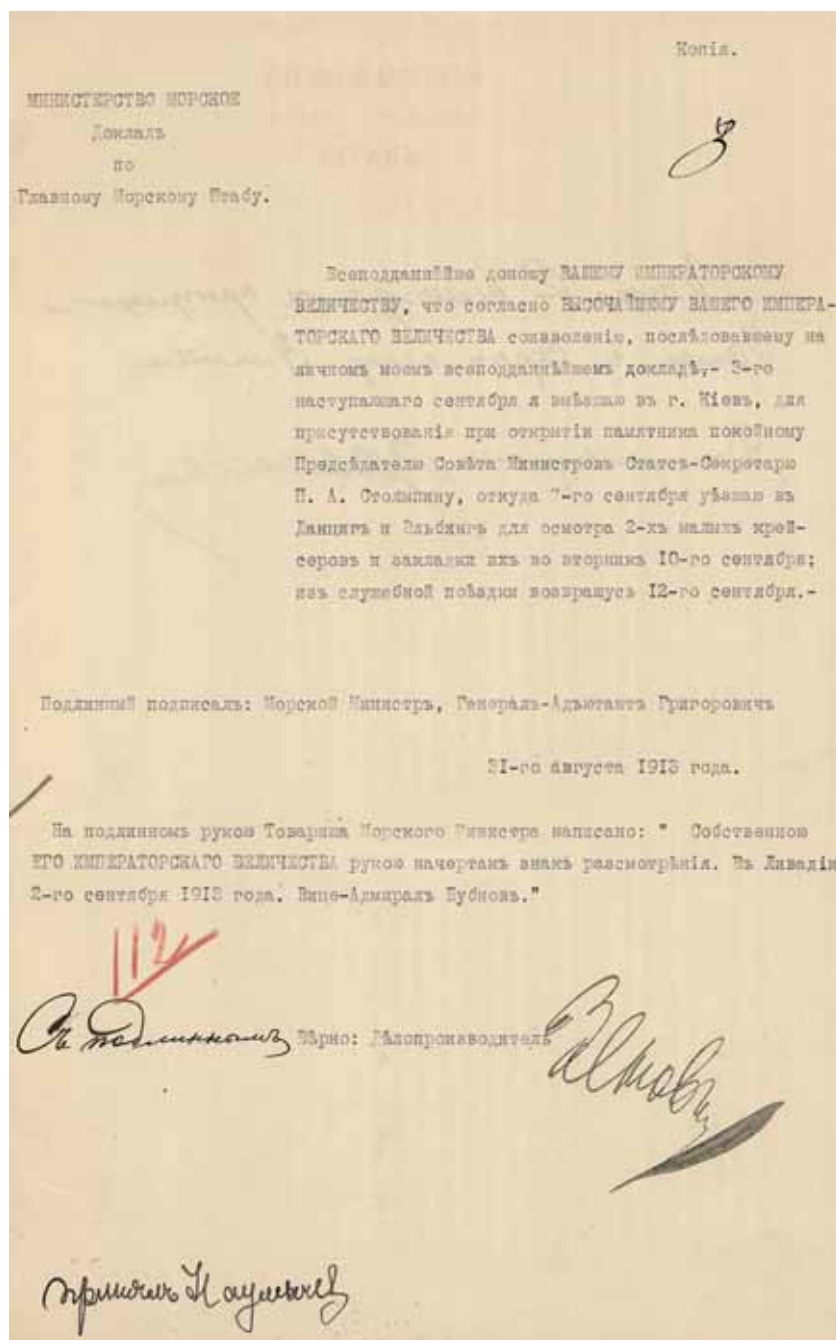 Копія.
МИНИСТЕРСТВО МОРСКОЕ
Докладъ
по
Главному Морскому Штабу.
Всеподданнѣйше доношу ВАШЕМУ ИМПЕРАТОРСКОМУ
ВЕЛИЧЕСТВУ, что согласно ВЫСОЧАЙШЕМУ ВАШЕГО ИМПЕРА-
ТОРСКАГО ВЕЛИЧЕСТВА соизволенію, послѣдовавшему на
личномъ моемъ всеподданнѣйшемъ докладѣ,- 3-го
наступающаго сентября я выѣзжаю въ г. Кіевъ, для
присутствованія при открытіи памятника покойному
Предсѣдателю Совѣта Министровъ Статсъ-Секретарю
П. А. Столыпину, откуда 7-го сентября уѣзжаю въ
Данцигъ и Эльбингъ для осмотра 2-хъ малыхъ крей-
серовъ и закладки ихъ во вторникъ 10-го сентября;
изъ служебной поѣздки возвращусь 12-го сентября.-
Подлинный подписалъ: Морской Министръ, Генералъ-Адъютантъ Григоровичъ
31-го августа 1913 года.
На подлинномъ рукою Товарища Морского Министра написано: " Собственною
ЕГО ИМПЕРАТОРСКАГО ВЕЛИЧЕСТВА рукою начертанъ знакъ разсмотрѣнія. Въ Ливадіи
2-го сентября 1913 года. Вице-Адмиралъ Бубновъ."
112
Съ подлиннымъ Вѣрно: Дѣлопроизводитель